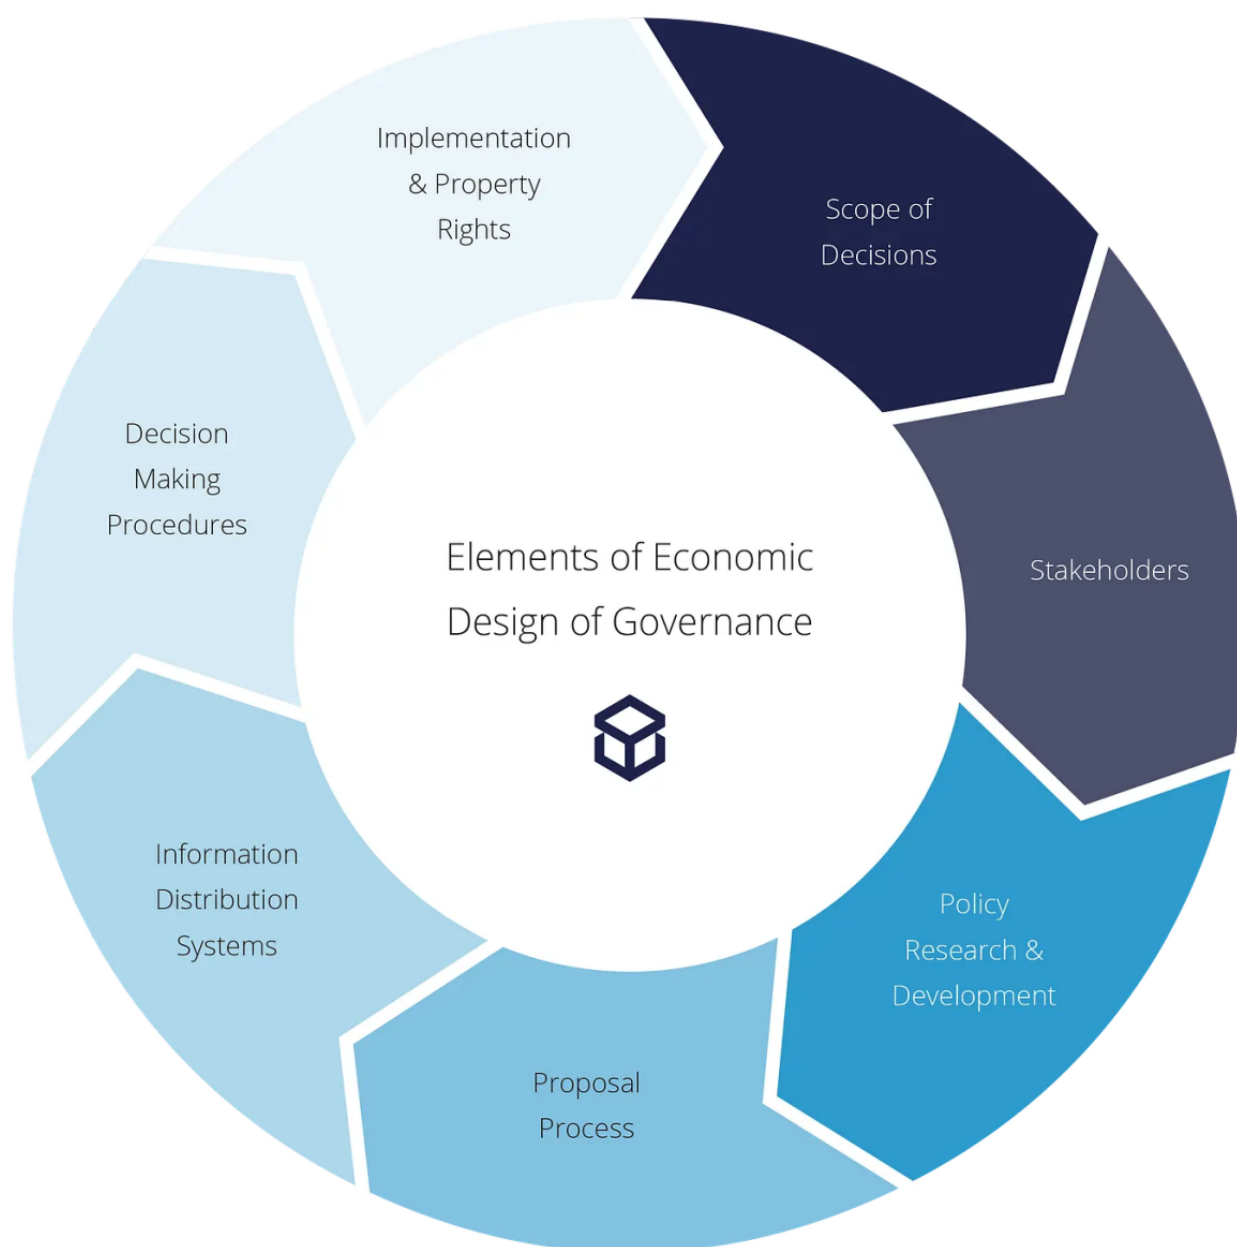 Elements of Economic
Design of Governance
Scope of
Decisions
Stakeholders
Policy
Research &
Development
Proposal
Process
Information
Distribution
Systems
Decision
Making
Procedures
Implementation
& Property
Rights